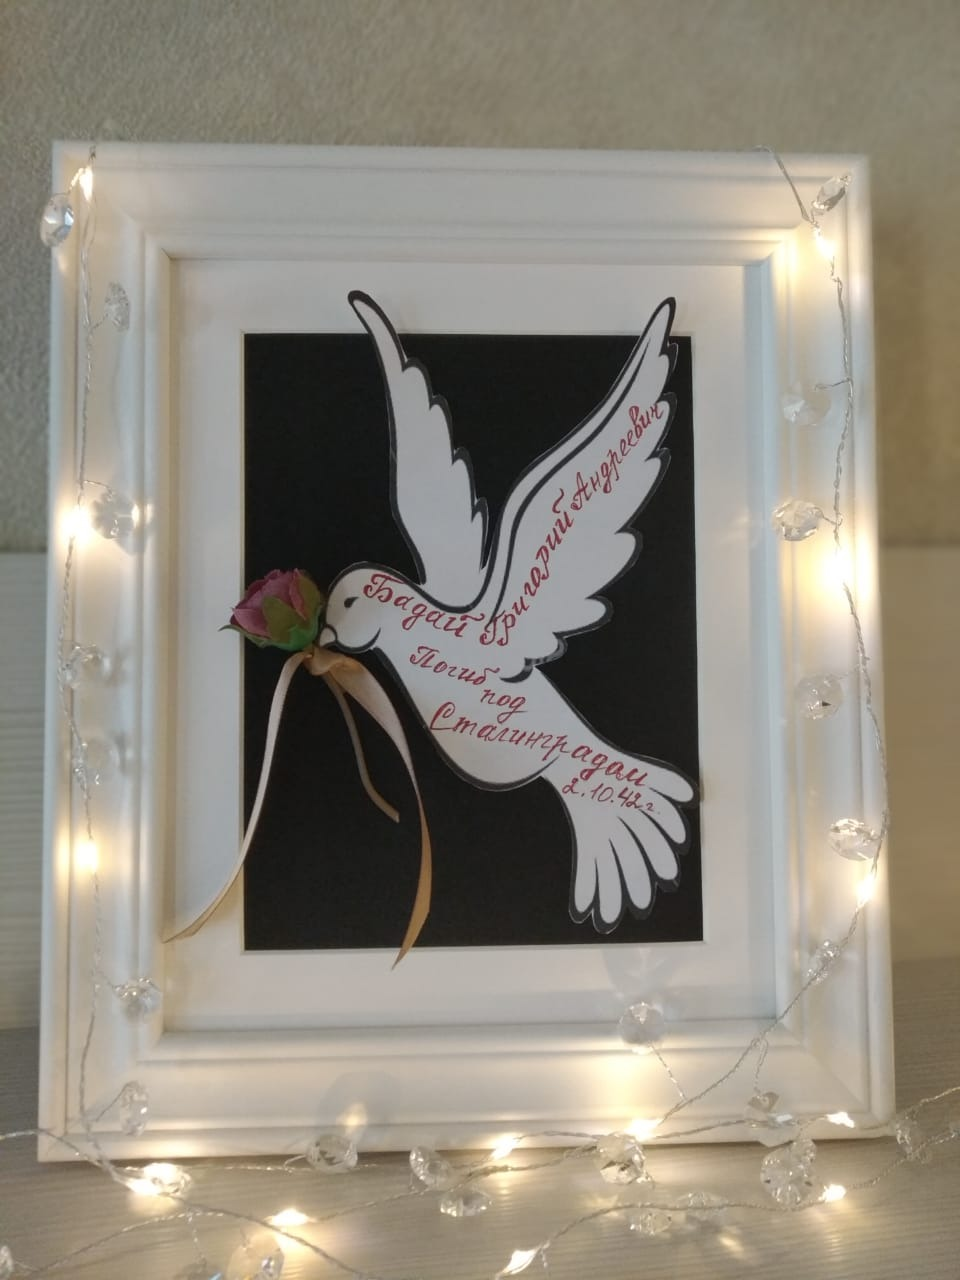 Бадай Григорий Андреевич
Погиб
под
Сталинградом
2.10.42г.